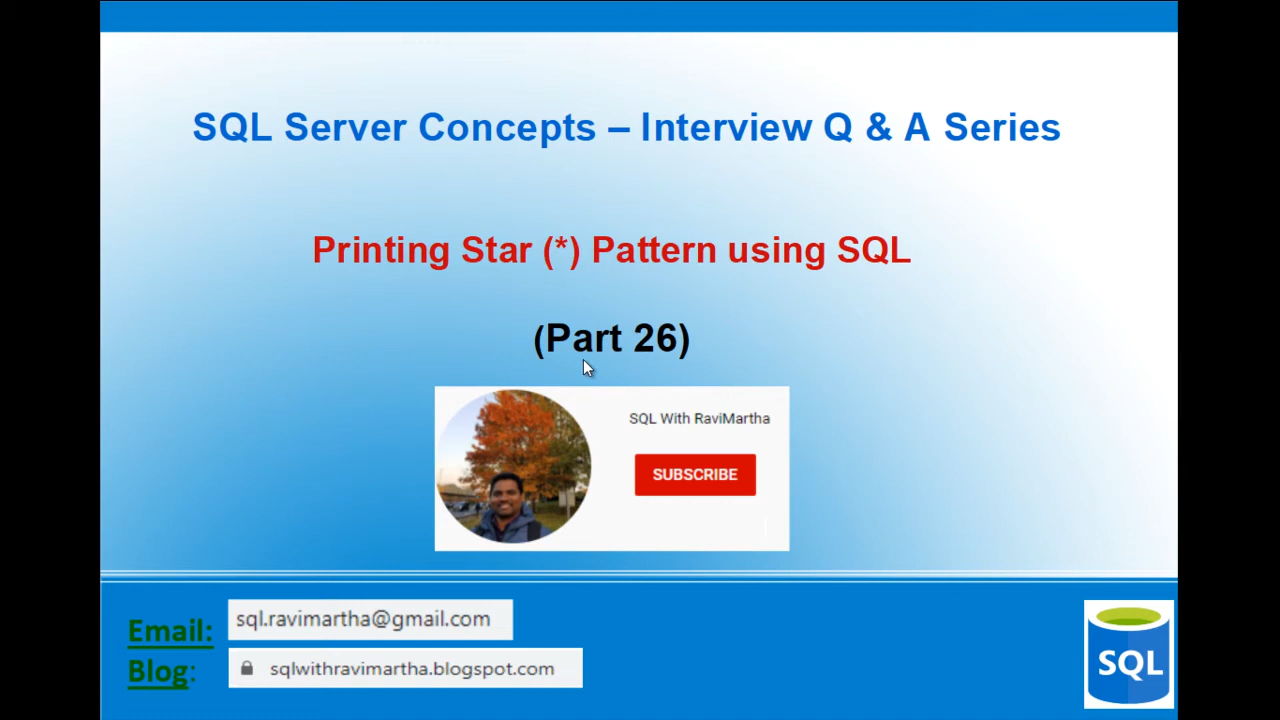 SQL Server Concepts – Interview Q & A Series
Printing Star (*) Pattern using SQL
(Part 26)
SQL With RaviMartha
SUBSCRIBE
Email: sql.ravimartha@gmail.com
Blog: sqlwithravimartha.blogspot.com
SQL